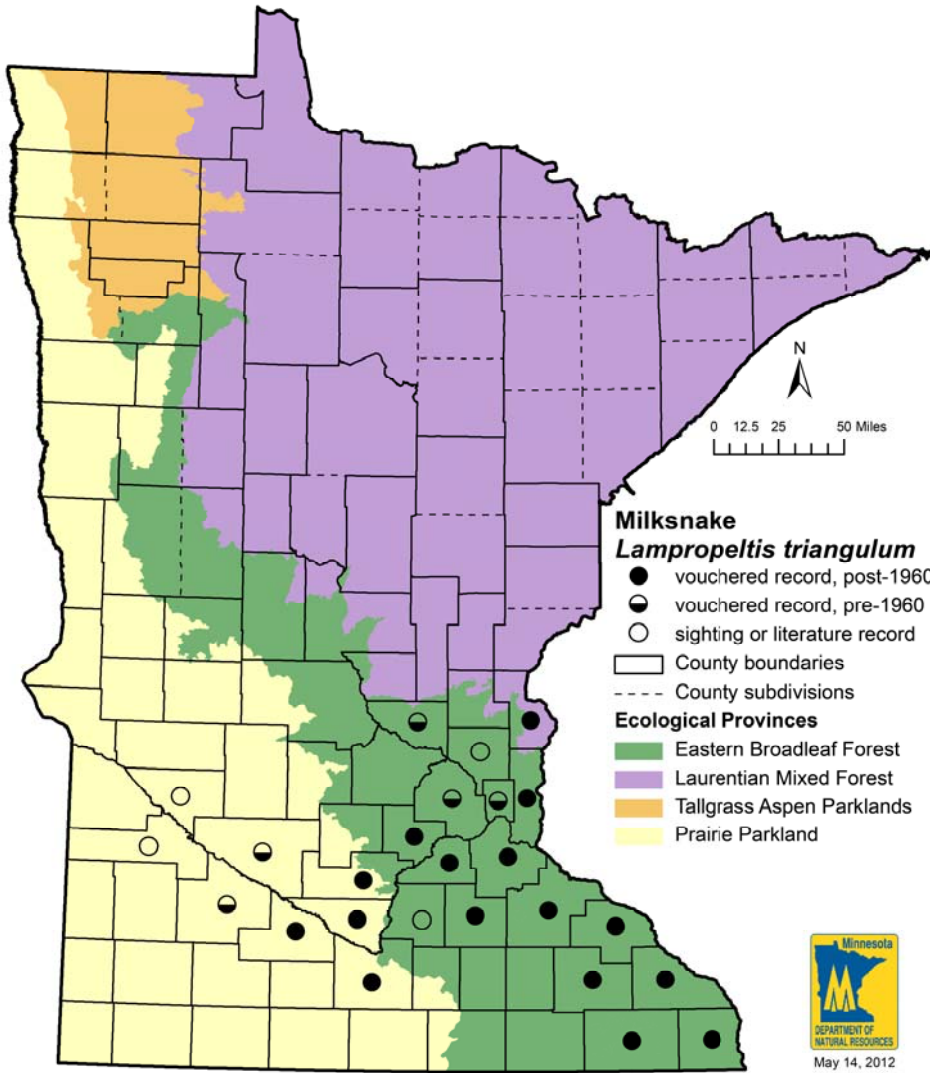 N
0 12.5 25 50 Miles
Milksnake
Lampropeltis triangulum
vouchered record, post-1960
vouchered record, pre-1960
sighting or literature record
County boundaries
County subdivisions
Ecological Provinces
Eastern Broadleaf Forest
Laurentian Mixed Forest
Tallgrass Aspen Parklands
Prairie Parkland
Minnesota
M
DEPARTMENT OF
NATURAL RESOURCES
May 14, 2012